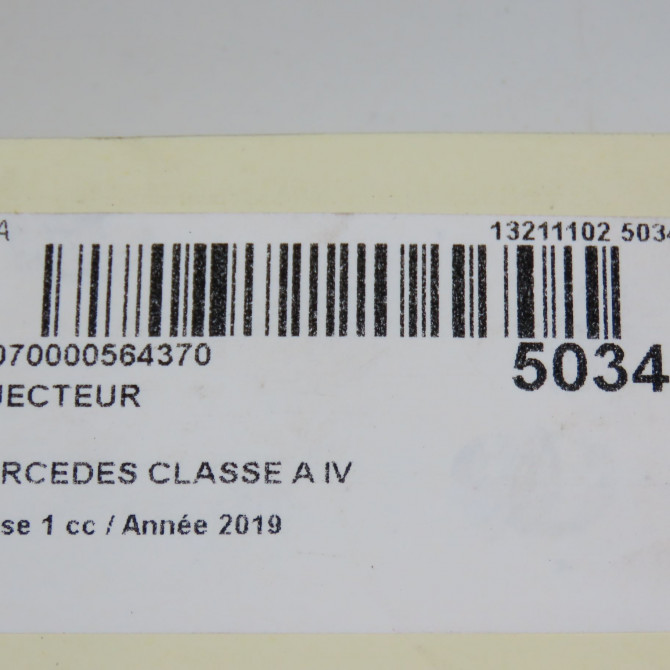 A 13211102 5034
070000564370 5034
JECTEUR
RCEDES CLASSE A IV
se 1 cc / Année 2019